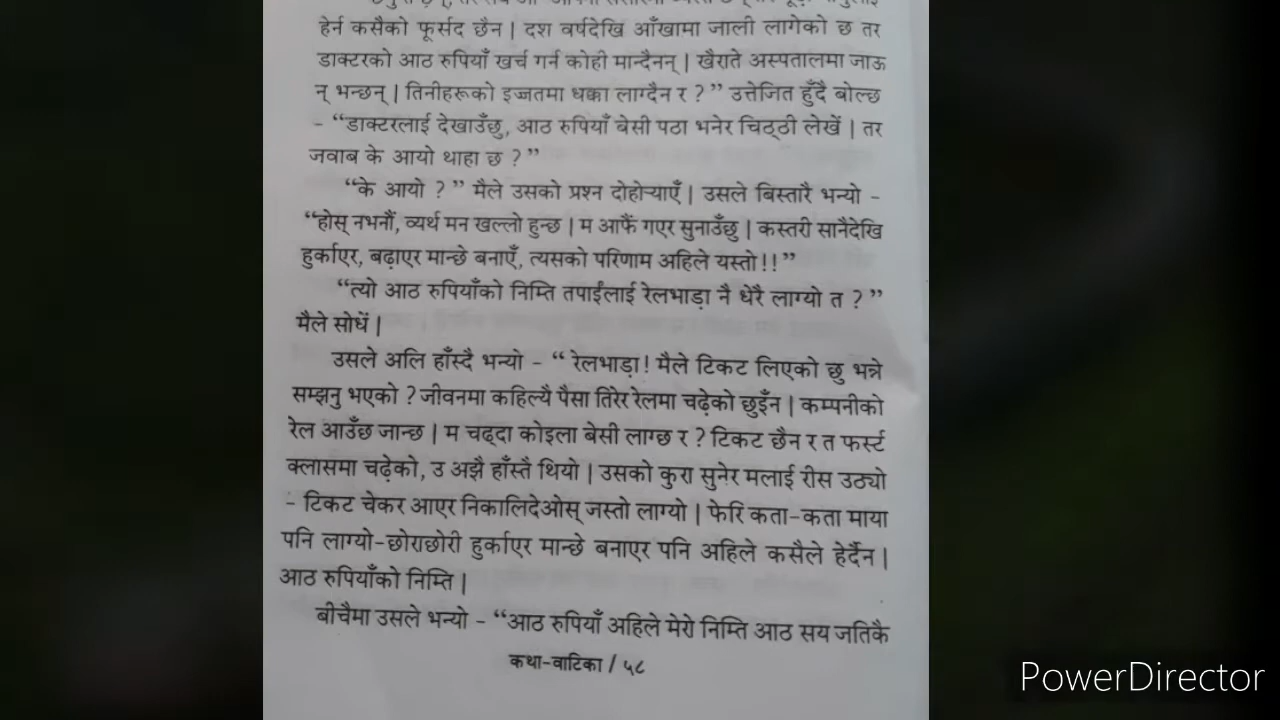 हेर्न कसैको फूर्सद छैन | दश वर्षदेखि आँखामा जाली लागेको छ तर
डाक्टरको आठ रुपियाँ खर्च गर्न कोही मान्दैनन् | खैराते अस्पतालमा जाऊ
न् भन्छन् | तिनीहरूको इज्जतमा धक्का लाग्दैन र ? ” उत्तेजित हुँदै बोल्छ
- “डाक्टरलाई देखाउँछु, आठ रुपियाँ बेसी पठा भनेर चिठ्ठी लेखें | तर
जवाब के आयो थाहा छ ? ”
“के आयो ? ” मैले उसको प्रश्न दोहोऱ्याएँ | उसले बिस्तारै भन्यो -
“होस् नभनौं, व्यर्थ मन खल्लो हुन्छ | म आफैं गएर सुनाउँछु | कस्तरी सानैदेखि
हुर्काएर, बढ़ाएर मान्छे बनाएँ, त्यसको परिणाम अहिले यस्तो!!”
“त्यो आठ रुपियाँको निम्ति तपाईंलाई रेलभाड़ा नै धेरै लाग्यो त ? ”
मैले सोधें |
उसले अलि हाँस्दै भन्यो - “ रेलभाड़ा! मैले टिकट लिएको छु भन्ने
सम्झनु भएको ? जीवनमा कहिल्यै पैसा तिरेर रेलमा चढ़ेको छुइँन | कम्पनीको
रेल आउँछ जान्छ | म चढ्दा कोइला बेसी लाग्छ र ? टिकट छैन र त फर्स्ट
क्लासमा चढ़ेको, उ अझै हाँस्तै थियो | उसको कुरा सुनेर मलाई रीस उठ्यो
- टिकट चेकर आएर निकालिदेओस् जस्तो लाग्यो | फेरि कता-कता माया
पनि लाग्यो-छोराछोरी हुर्काएर मान्छे बनाएर पनि अहिले कसैले हेर्दैन |
आठ रुपियाँको निम्ति |
बीचैमा उसले भन्यो - “आठ रुपियाँ अहिले मेरो निम्ति आठ सय जतिकै
कथा-वाटिका / ५८
PowerDirector